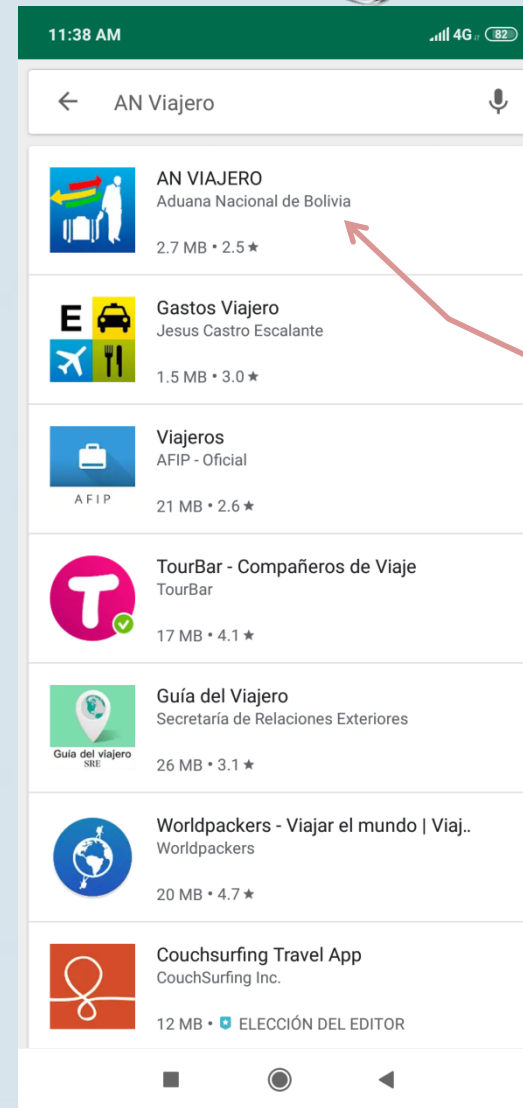 11:38 AM
4G 82
AN Viajero
AN VIAJERO
Aduana Nacional de Bolivia
2.7 MB • 2.5 ★
E
Gastos Viajero
Jesus Castro Escalante
1.5 MB • 3.0 ★
AFIP
Viajeros
AFIP - Oficial
21 MB • 2.6 ★
T.
TourBar - Compañeros de Viaje
TourBar
17 MB • 4.1 ★
Guía del viajero
SRE
Guía del Viajero
Secretaría de Relaciones Exteriores
26 MB • 3.1 ★
Worldpackers - Viajar el mundo | Viaj..
Worldpackers
20 MB • 4.7 ★
Couchsurfing Travel App
CouchSurfing Inc.
12 MB • ELECCIÓN DEL EDITOR